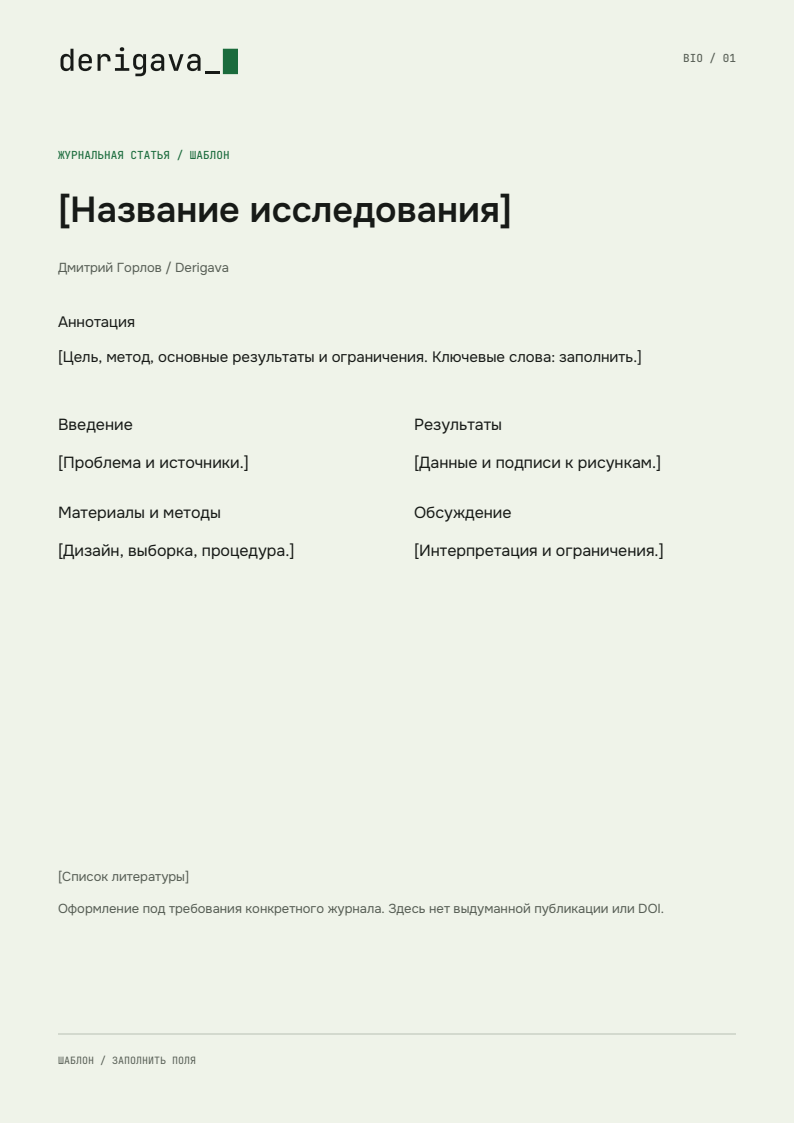 derigava_
BIO / 01
ЖУРНАЛЬНАЯ СТАТЬЯ / ШАБЛОН
[Название исследования]
Дмитрий Горлов / Derigava
Аннотация
[Цель, метод, основные результаты и ограничения. Ключевые слова: заполнить.]
Введение
[Проблема и источники.]
Материалы и методы
[Дизайн, выборка, процедура.]
Результаты
[Данные и подписи к рисункам.]
Обсуждение
[Интерпретация и ограничения.]
[Список литературы]
Оформление под требования конкретного журнала. Здесь нет выдуманной публикации или DOI.
ШАБЛОН / ЗАПОЛНИТЬ ПОЛЯ